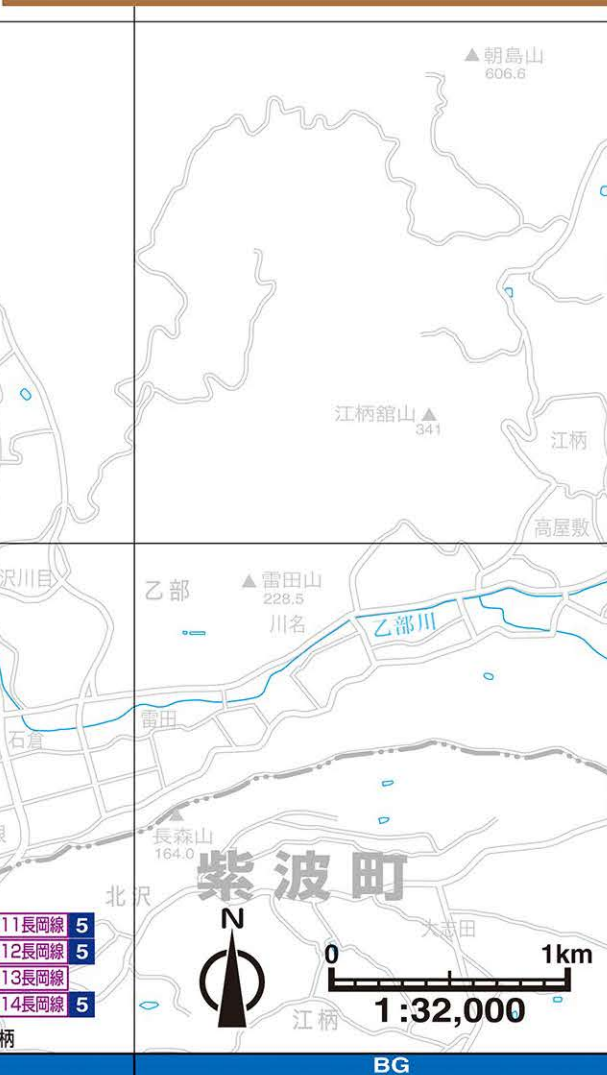 朝島山
606.6
江柄舘山
341
江柄
高屋敷
沢川目
乙部
雷田山
228.5
川名
乙部川
雷田
石倉
長森山
164.0
紫波町
北沢
大志田
11長岡線 5
12長岡線 5
13長岡線
14長岡線 5
柄
N
0 1km
1:32,000
江柄
BG